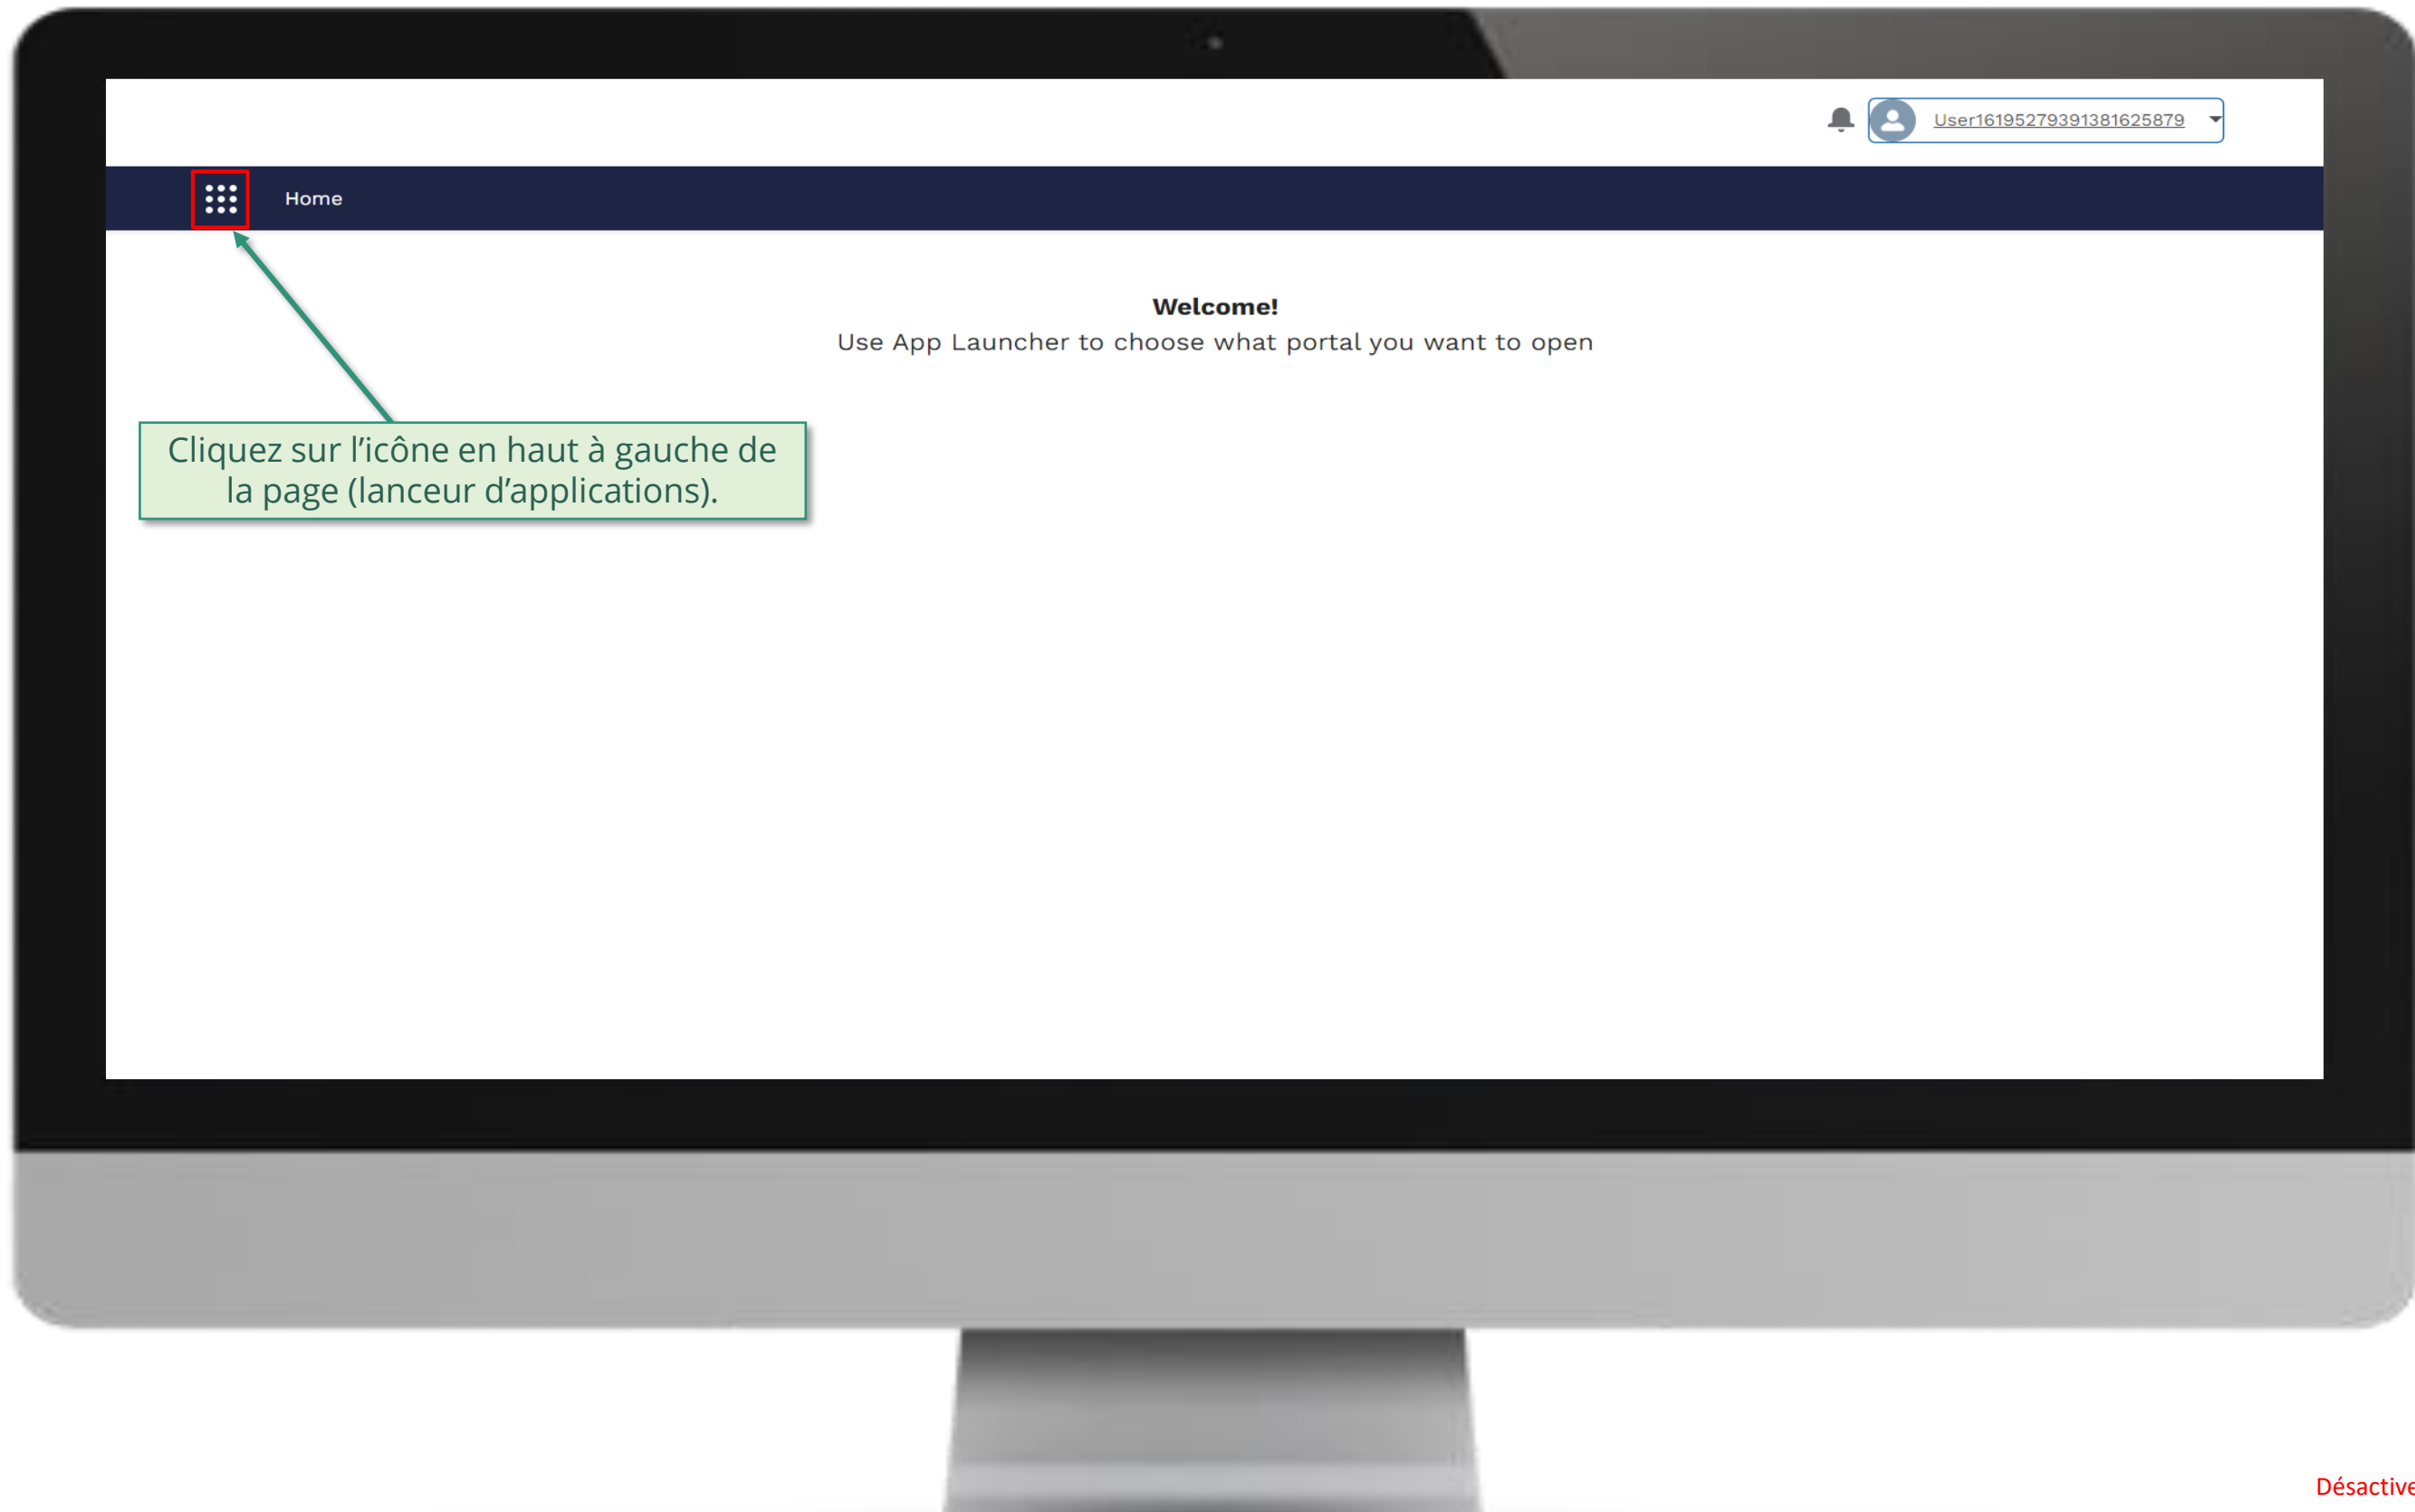 User16195279391381625879
Home
Welcome!
Use App Launcher to choose what portal you want to open
Cliquez sur l’icône en haut à gauche de
la page (lanceur d’applications).
Désactive